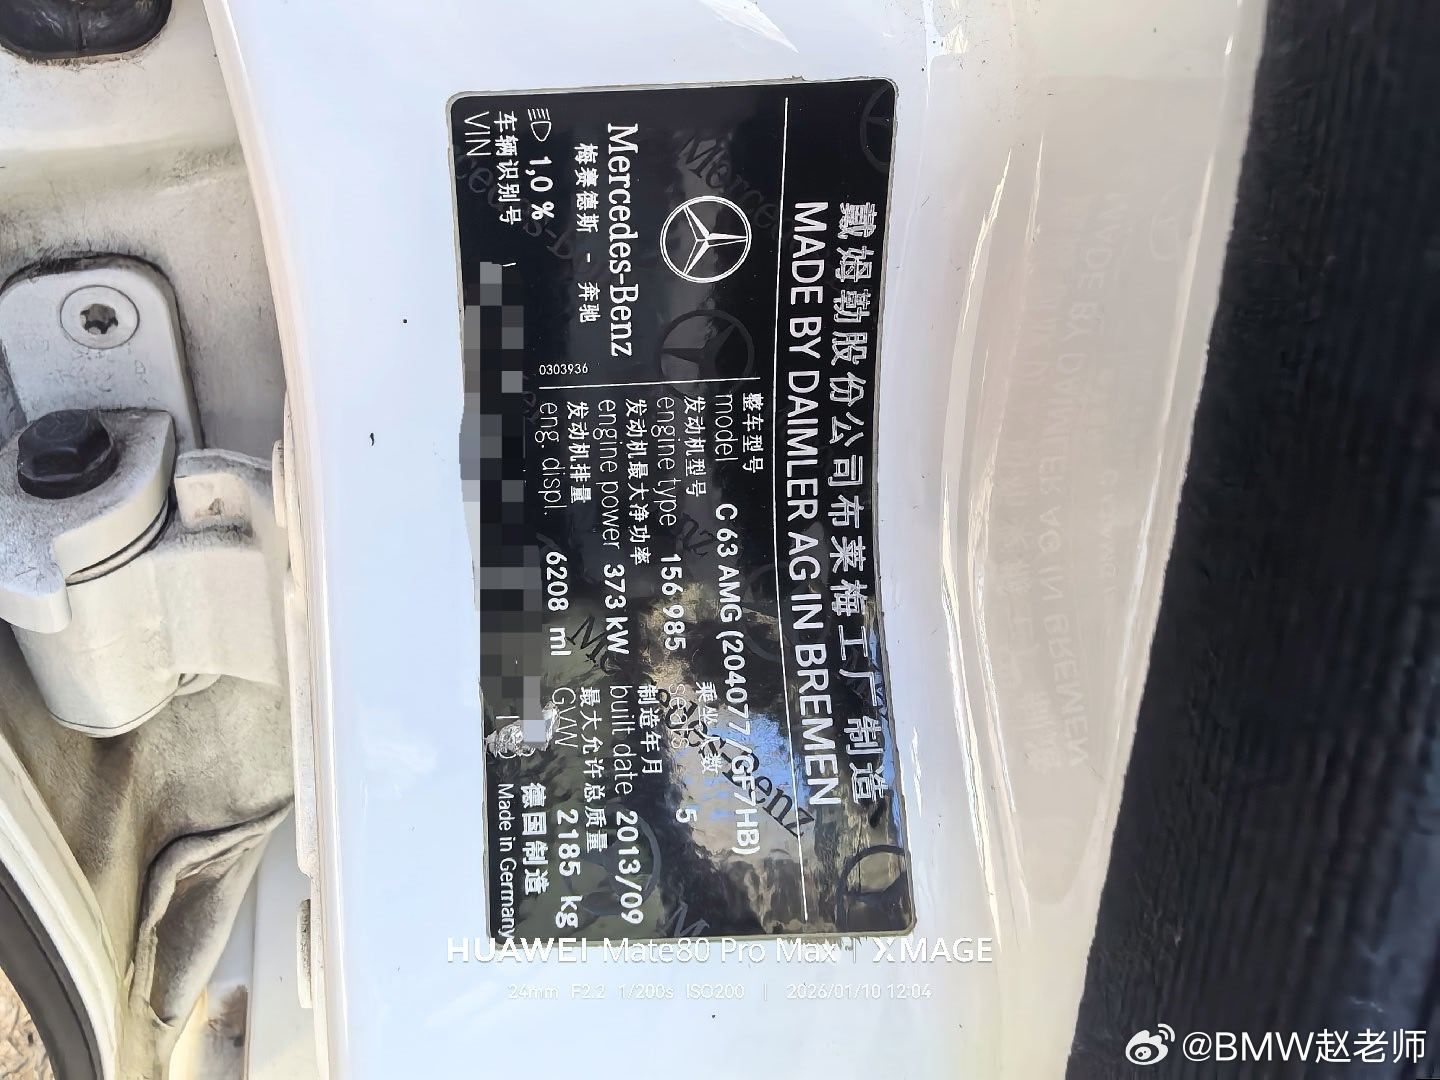 戴姆勒股份公司布莱梅工厂制造
MADE BY DAIMLER AG IN BREMEN
Mercedes-Benz
梅赛德斯 - 奔驰
1,0 %
车辆识别号
VIN
0303936
整车型号
model C 63 AMG (204077/GF7HB)
发动机型号
engine type 156 985
乘坐人数
seats 5
发动机最大净功率
engine power 373 kW
制造年月
built date 2013/09
发动机排量
eng. displ. 6208 ml
最大允许总质量
GVW 2185 kg
德国制造
Made in Germany
HUAWEI Mate80 Pro Max | XMAGE
24mm F2.2 1/200s ISO200 | 2026/01/10 12:04
@BMW赵老师